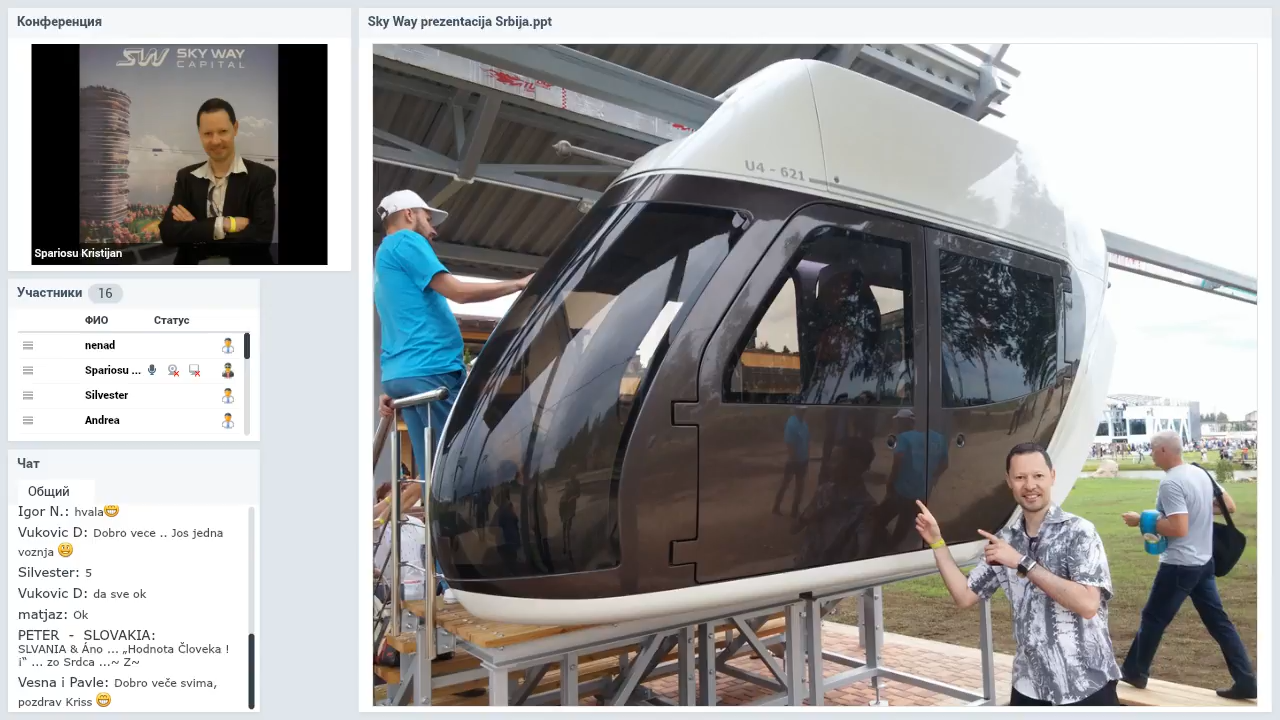 Конференция
SKY WAY
CAPITAL
Spariosu Kristijan
Участники 16
ФИО Статус
nenad
Spariosu ...
Silvester
Andrea
Чат
Общий
Igor N.: hvala
Vukovic D: Dobro vece .. Jos jedna
voznja
Silvester: 5
Vukovic D: da sve ok
matjaz: Ok
PETER - SLOVAKIA:
SLVANIA & Áno ... „Hodnota Človeka !
i“ ... zo Srdca ...~ Z~
Vesna i Pavle: Dobro veče svima,
pozdrav Kriss
Sky Way prezentacija Srbija.ppt
U4 - 621